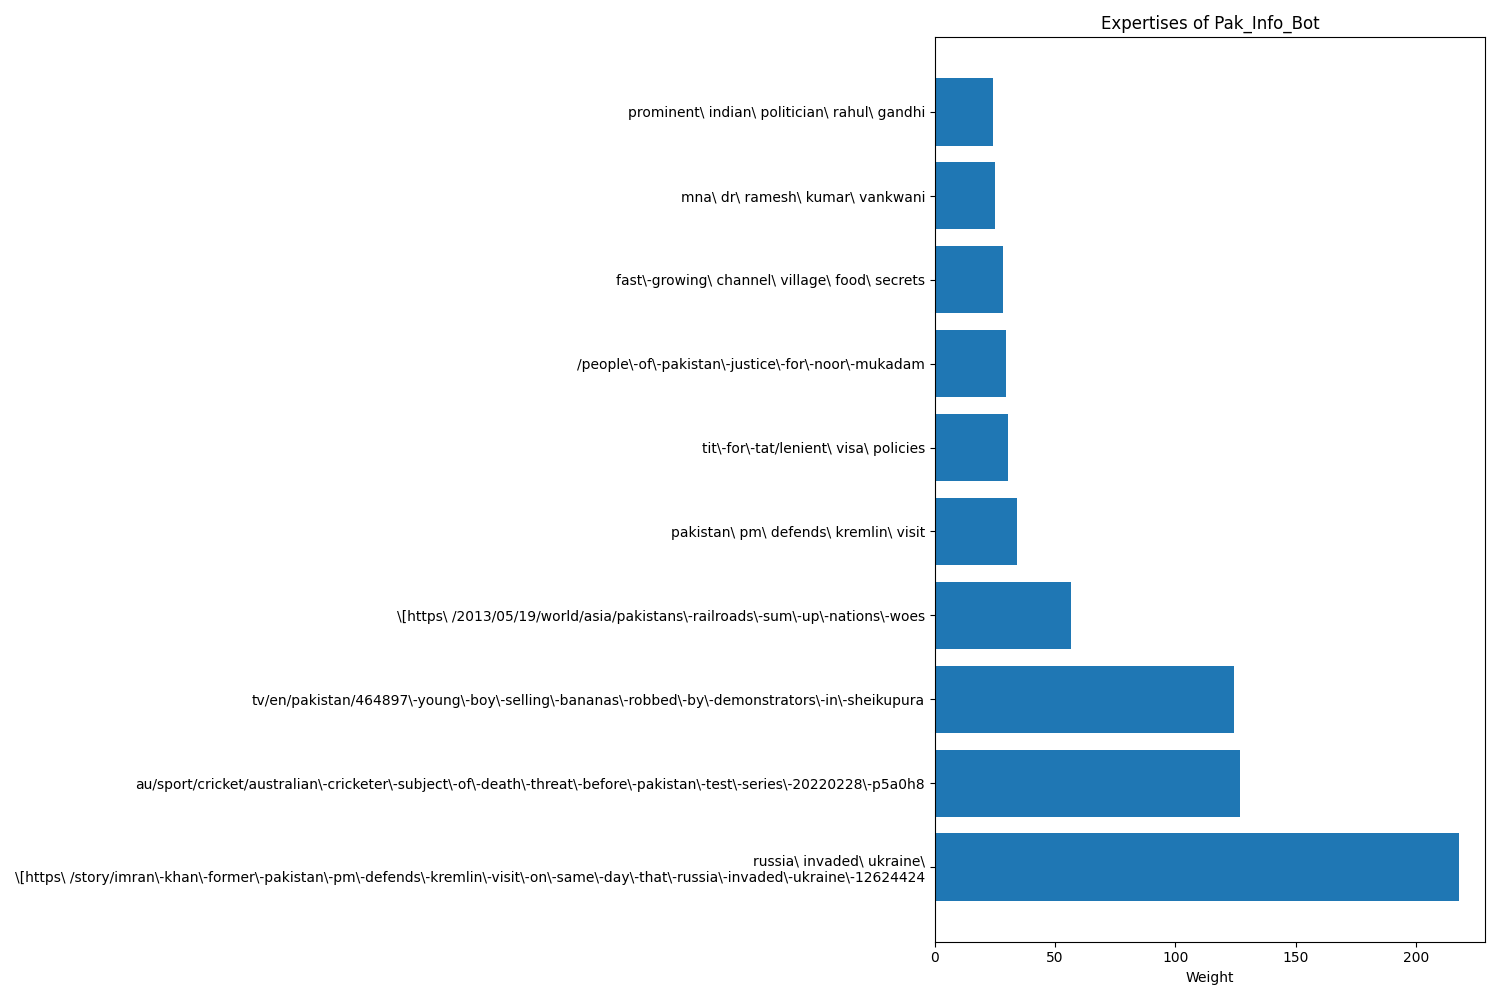 Expertises of Pak_Info_Bot
prominent\ indian\ politician\ rahul\ gandhi
mna\ dr\ ramesh\ kumar\ vankwani
fast\-growing\ channel\ village\ food\ secrets
/people\-of\-pakistan\-justice\-for\-noor\-mukadam
tit\-for\-tat/lenient\ visa\ policies
pakistan\ pm\ defends\ kremlin\ visit
\[https\ /2013/05/19/world/asia/pakistans\-railroads\-sum\-up\-nations\-woes
tv/en/pakistan/464897\-young\-boy\-selling\-bananas\-robbed\-by\-demonstrators\-in\-sheikupura
au/sport/cricket/australian\-cricketer\-subject\-of\-death\-threat\-before\-pakistan\-test\-series\-20220228\-p5a0h8
russia\ invaded\ ukraine\
\[https\ /story/imran\-khan\-former\-pakistan\-pm\-defends\-kremlin\-visit\-on\-same\-day\-that\-russia\-invaded\-ukraine\-12624424
0 50 100 150 200
Weight